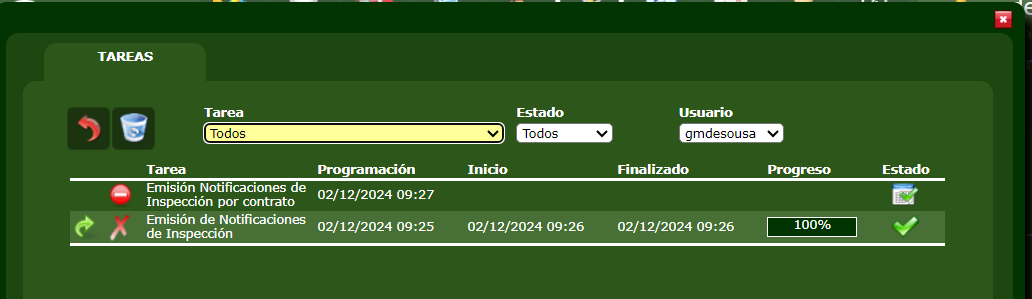 TAREAS
Tarea Estado Usuario
Todos Todos gmdesousa
Tarea Programación Inicio Finalizado Progreso Estado
Emisión Notificaciones de
Inspección por contrato
02/12/2024 09:27
Emisión de Notificaciones
de Inspección
02/12/2024 09:25 02/12/2024 09:26 02/12/2024 09:26 100%